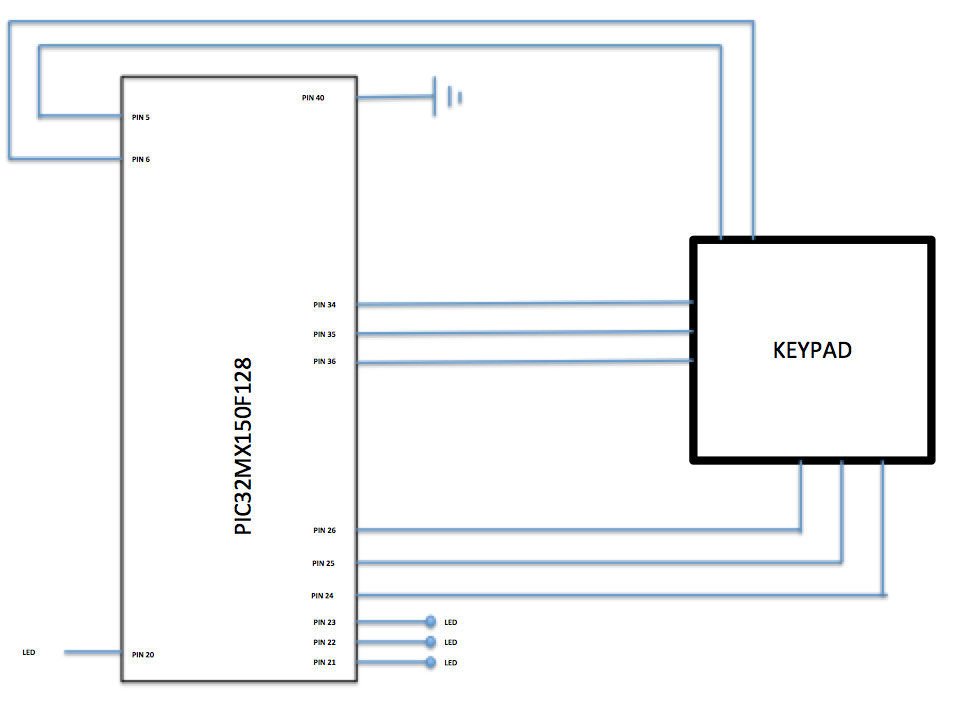 PIN 40
PIN 5
PIN 6
PIN 34
PIN 35
PIN 36
KEYPAD
PIC32MX150F128
PIN 26
PIN 25
PIN 24
PIN 23
LED
PIN 22
LED
LED
PIN 20
PIN 21
LED